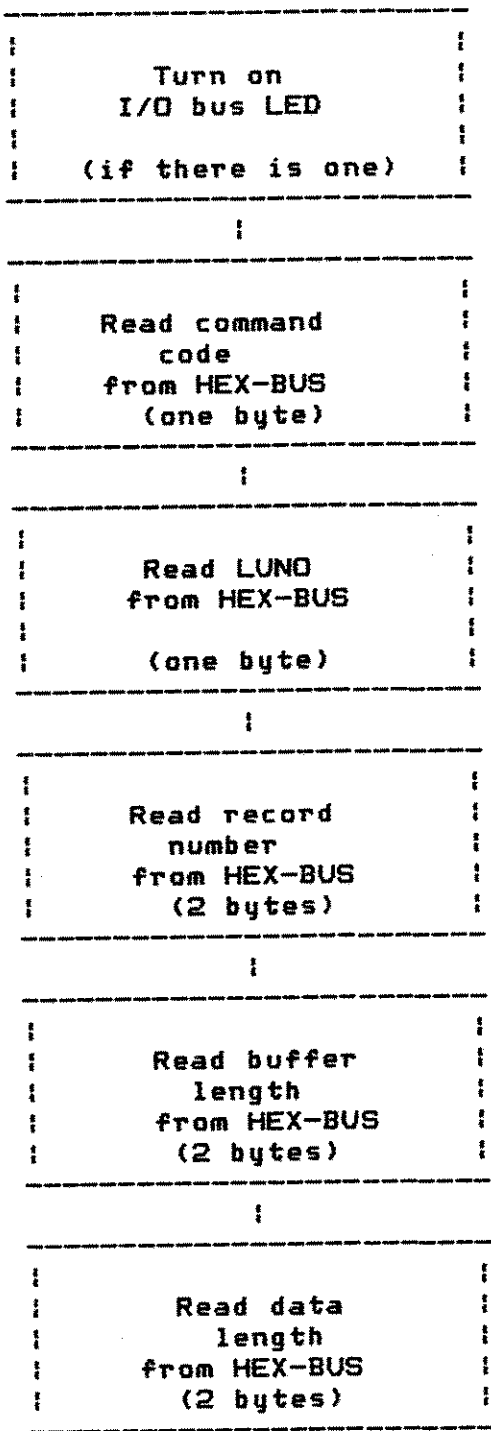 Turn on
I/O bus LED
(if there is one)
Read command
code
from HEX-BUS
(one byte)
Read LUNO
from HEX-BUS
(one byte)
Read record
number
from HEX-BUS
(2 bytes)
Read buffer
length
from HEX-BUS
(2 bytes)
Read data
length
from HEX-BUS
(2 bytes)